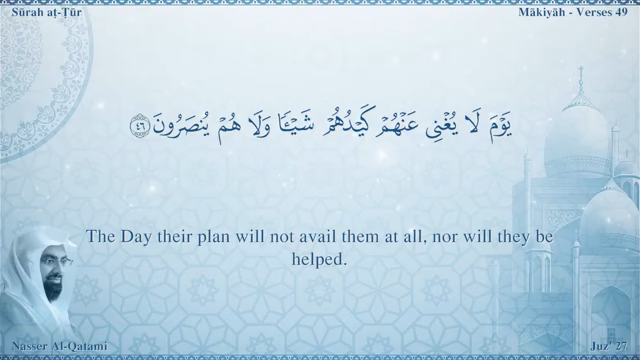 Sūrah aṭ-Ṭūr
Mākiyāh - Verses 49
يَوْمَ لَا يُغْنِي عَنْهُمْ كَيْدُهُمْ شَيْـًٔا وَلَا هُمْ يُنصَرُونَ ٤٦
The Day their plan will not avail them at all, nor will they be
helped.
Nasser Al-Qatami
Juz' 27